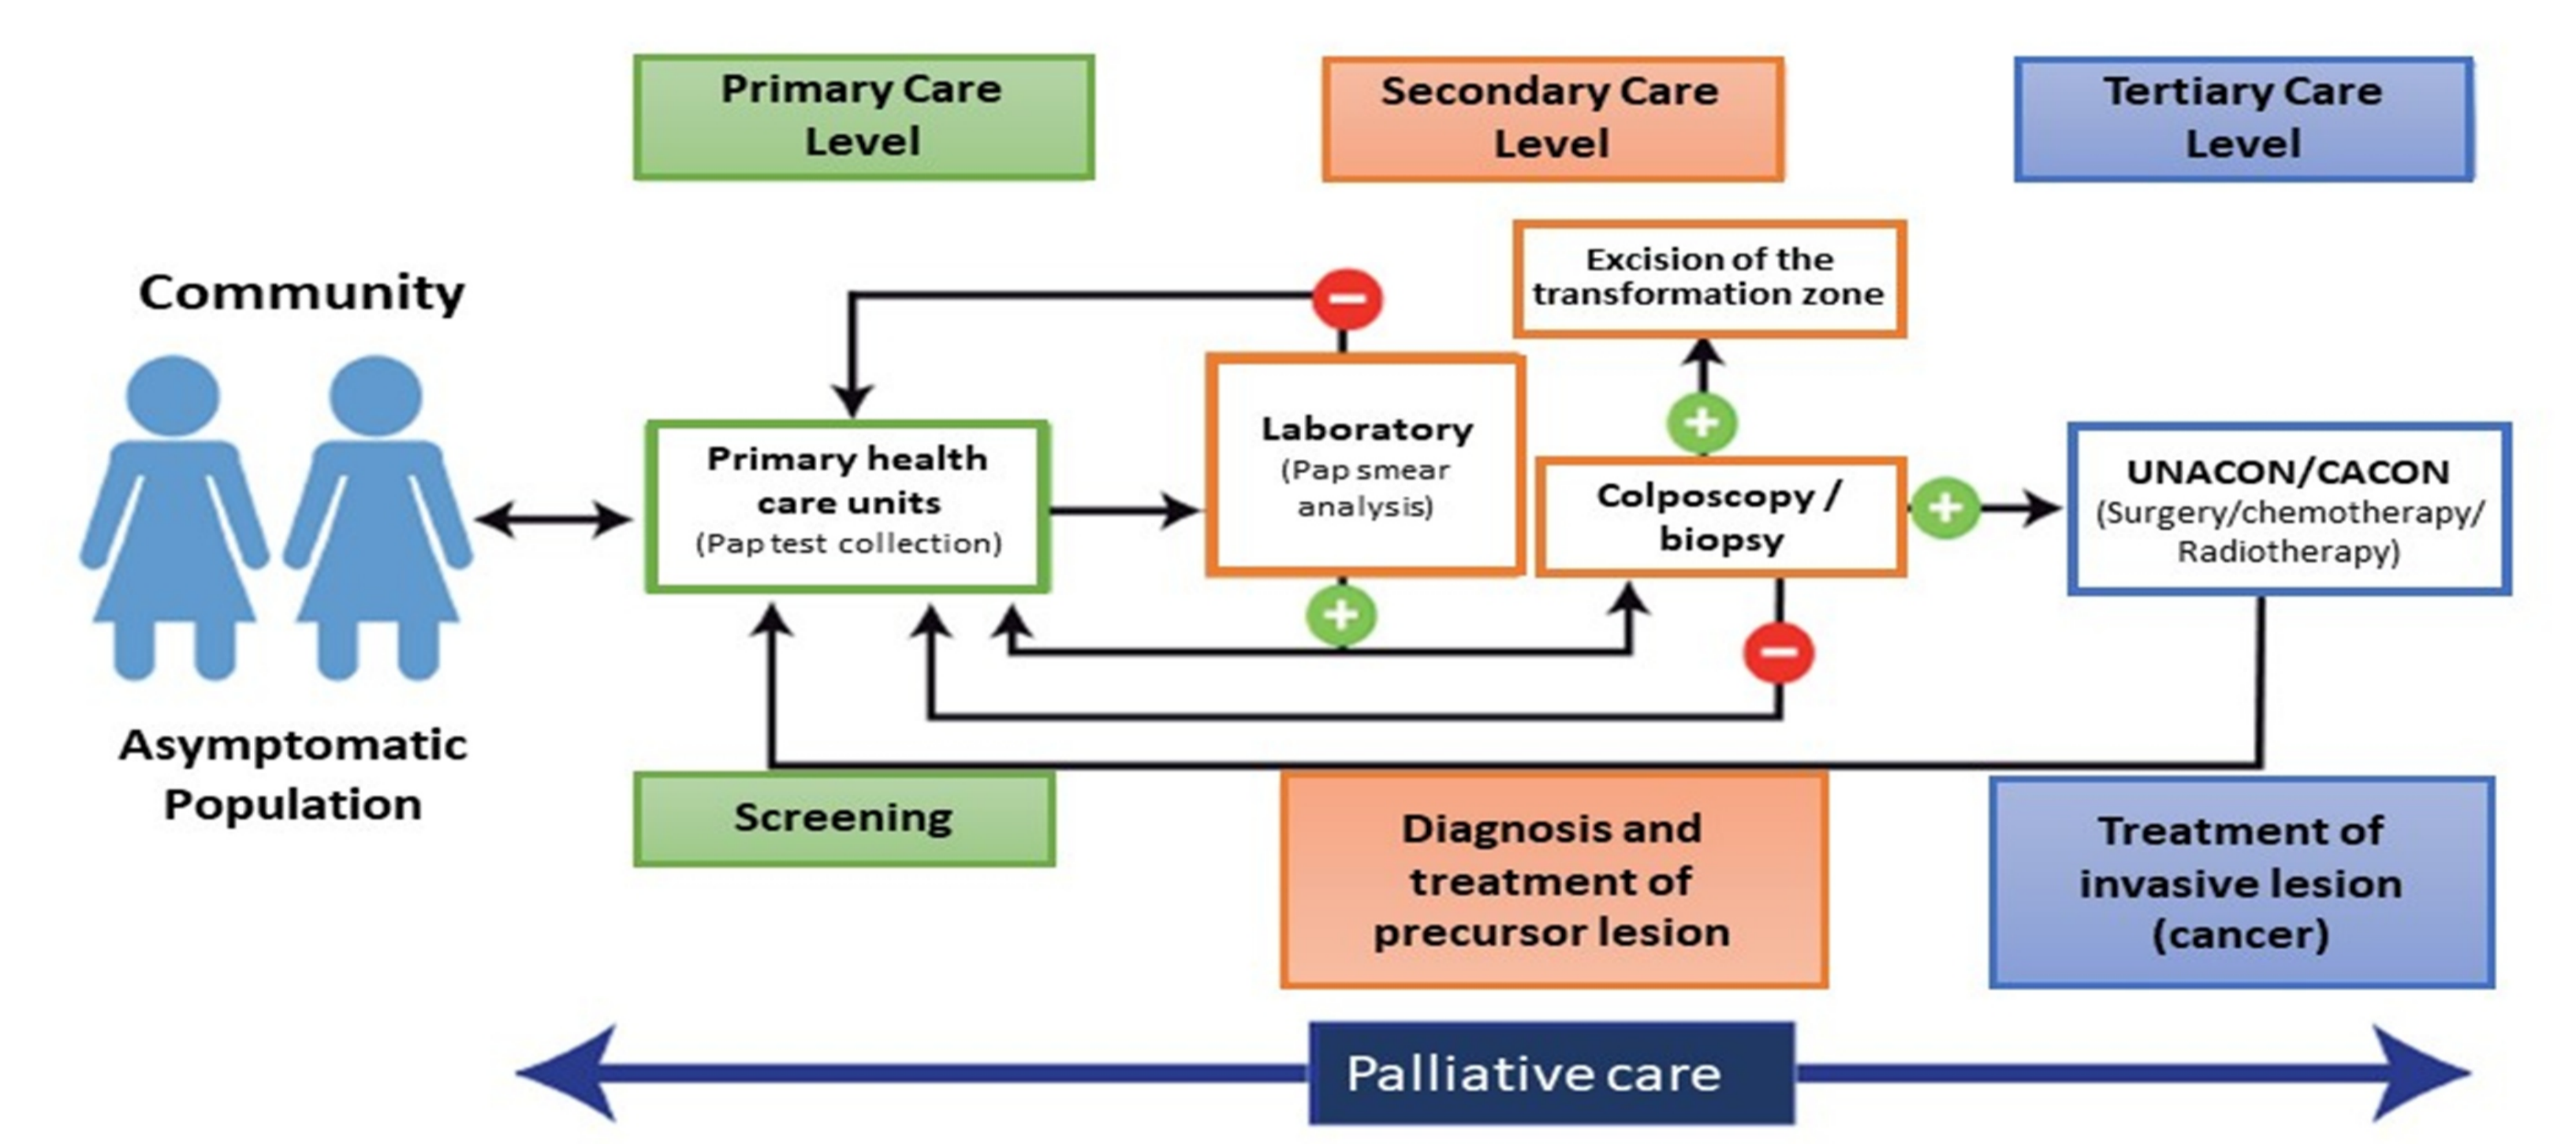 Primary Care
Level
Secondary Care
Level
Tertiary Care
Level
Community
Asymptomatic
Population
Primary health
care units
(Pap test collection)
Laboratory
(Pap smear
analysis)
Excision of the
transformation zone
Colposcopy /
biopsy
UNACON/CACON
(Surgery/chemotherapy/
Radiotherapy)
Screening
Diagnosis and
treatment of
precursor lesion
Treatment of
invasive lesion
(cancer)
Palliative care